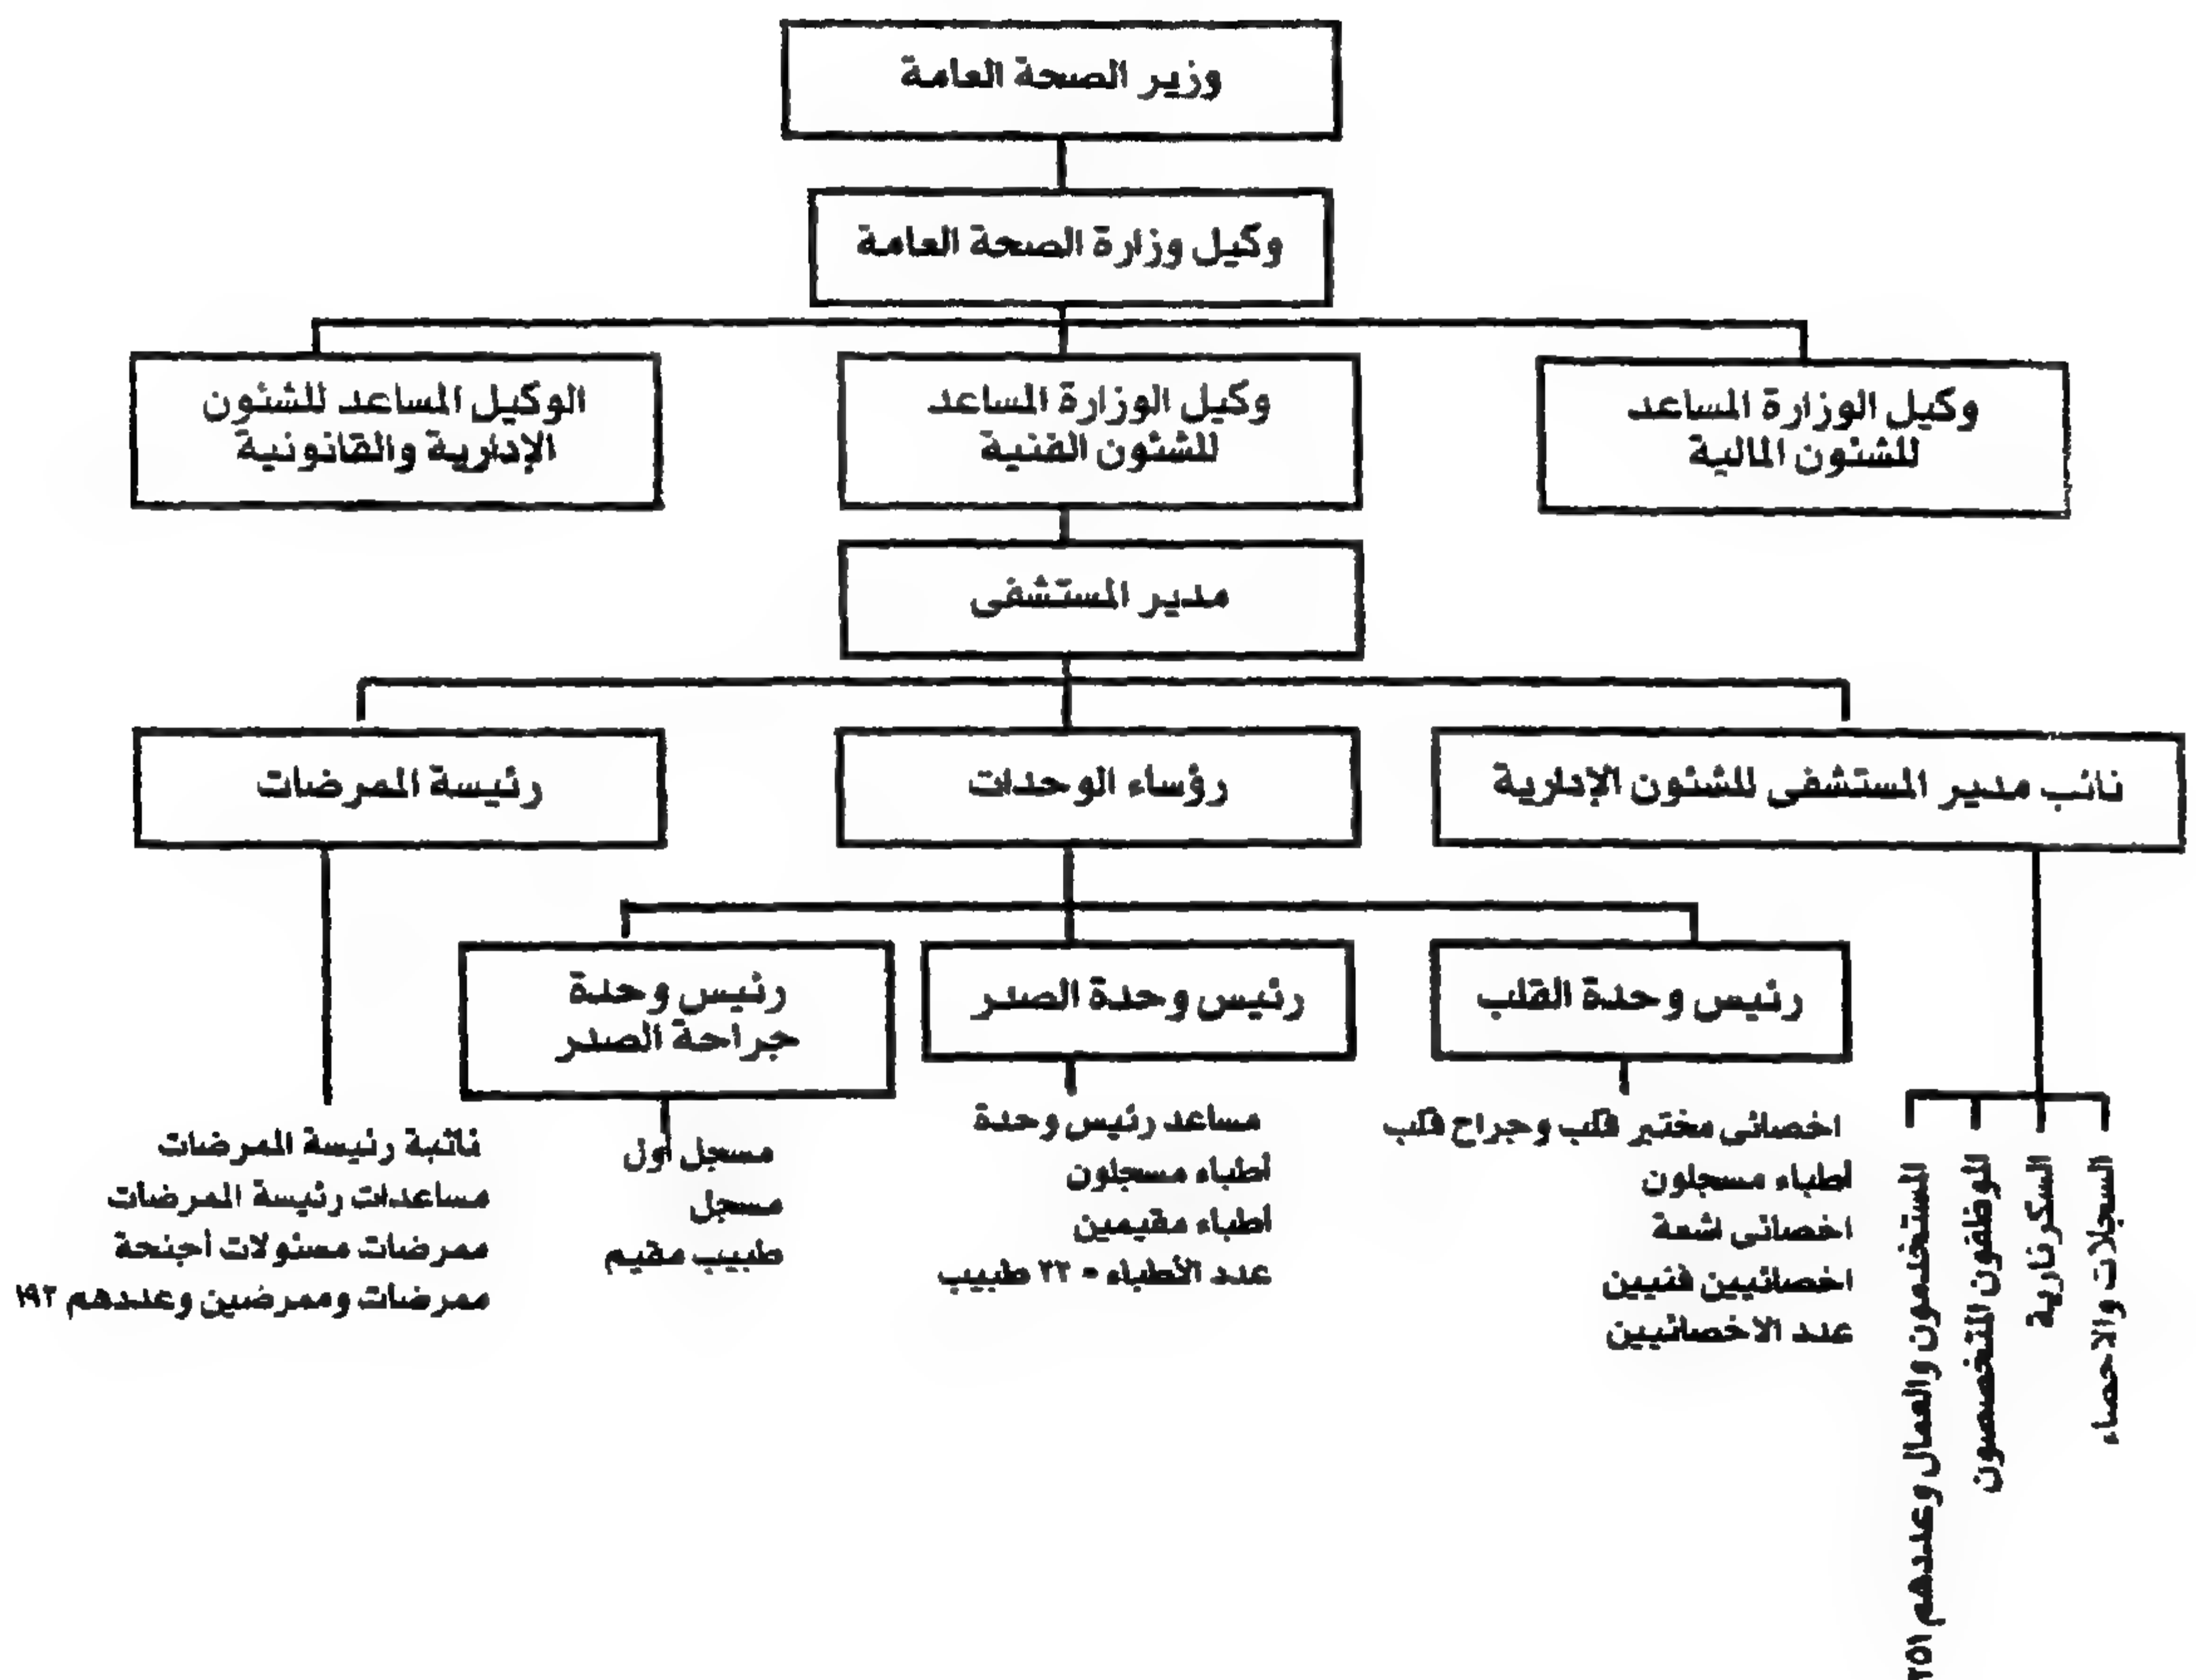 وزير الصحة العامة
وكيل وزارة الصحة العامة
وكيل الوزارة المساعد
للشئون المالية
وكيل الوزارة المساعد
للشئون الفنية
الوكيل المساعد للشئون
الإدارية والقانونية
مدير المستشفى
نائب مدير المستشفى للشئون الإدارية
رؤساء الوحدات
رئيسة الممرضات
رئيس وحدة القلب
رئيس وحدة الصدر
رئيس وحدة
جراحة الصدر
السجلات والاحصاء
السكرتارية
الموظفون المتخصصون
المستخدمون والعمال وعددهم ٢٥١
اخصائى مختبر قلب وجراح قلب
اطباء مسجلون
اخصائى اشعة
اخصائيين فنيين
عدد الاخصائيين
مساعد رئيس وحدة
أطباء مسجلون
اطباء مقيمين
عدد الأطباء = ٢٢ طبيب
مسجل أول
مسجل
طبيب مقيم
نائبة رئيسة الممرضات
مساعدات رئيسة الممرضات
ممرضات مسئولات أجنحة
ممرضات وممرضين وعددهم ١٩٢